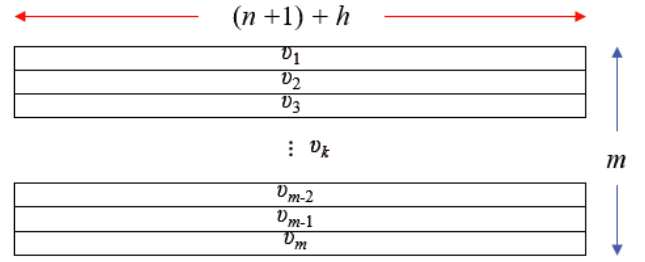 (n +1) + h
v1
v2
v3
⋮ vk
m
vm-2
vm-1
vm